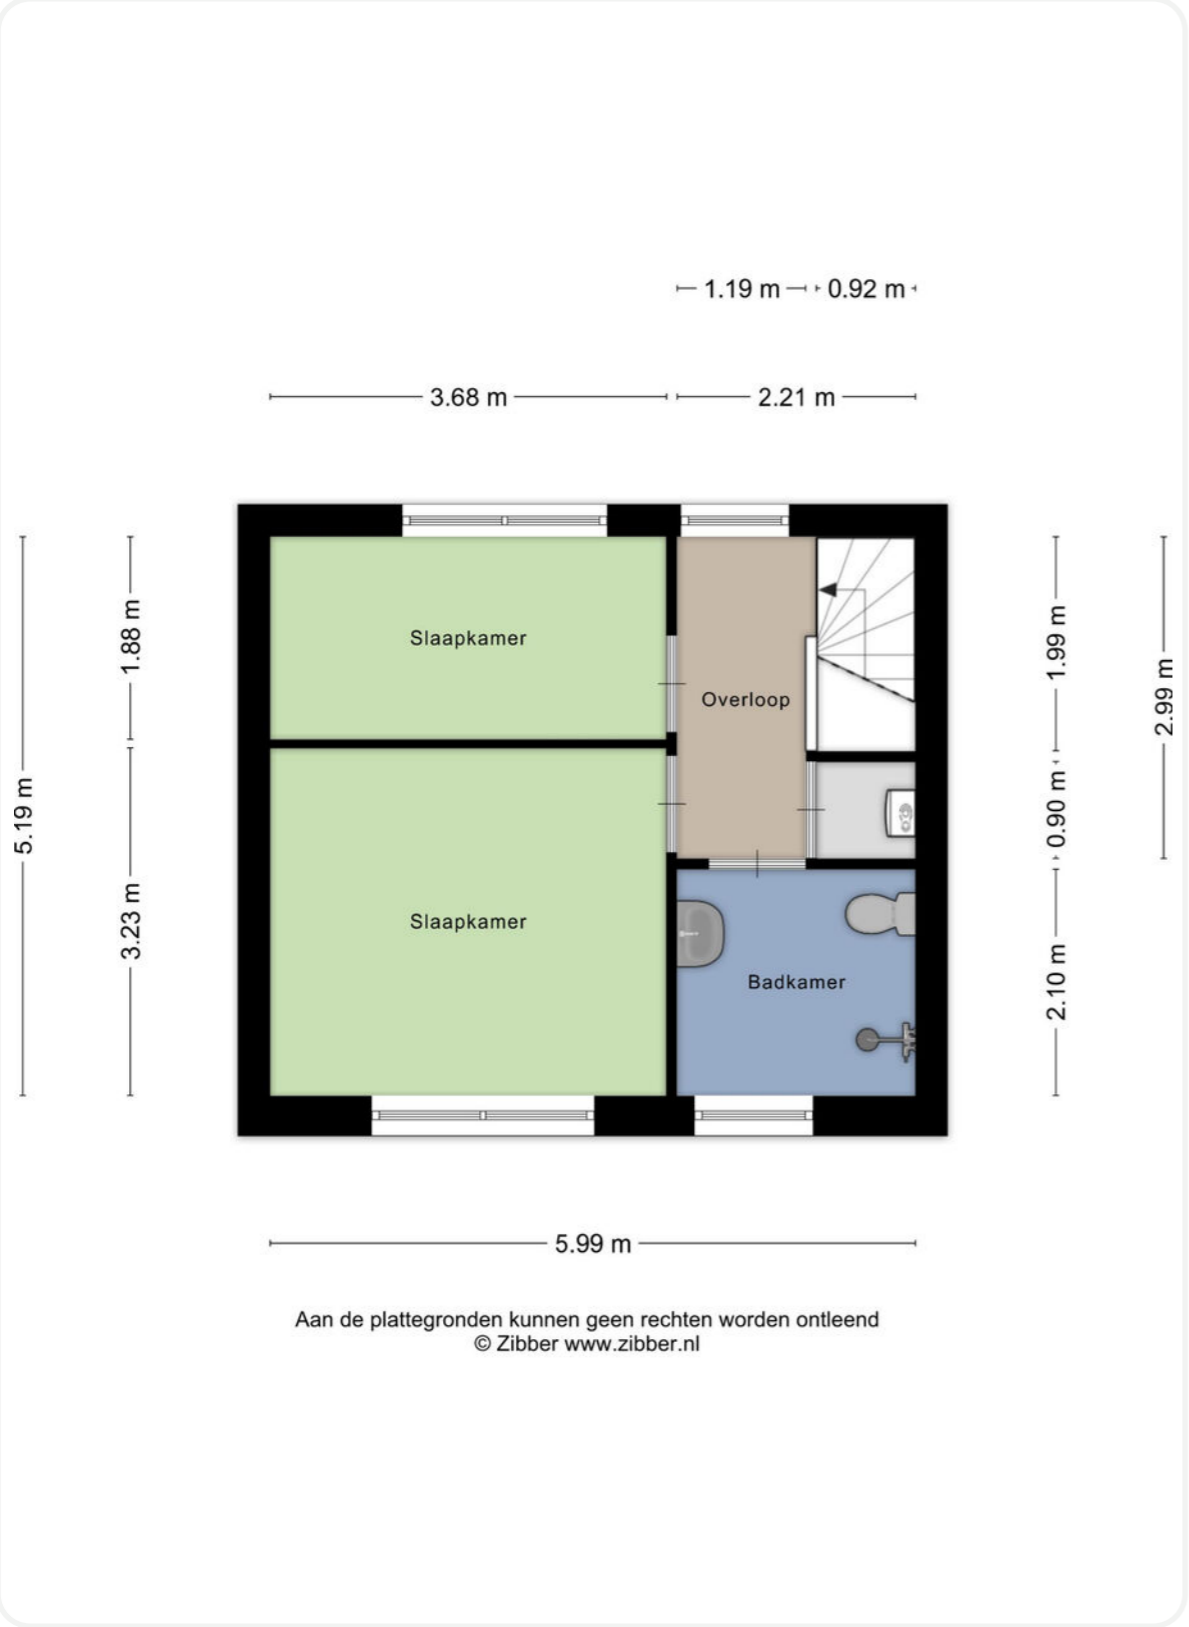 1.19 m 0.92 m
3.68 m 2.21 m
Slaapkamer
1.88 m
1.99 m
Overloop
2.99 m
5.19 m
0.90 m
Slaapkamer
3.23 m
Badkamer
2.10 m
5.99 m
Aan de plattegronden kunnen geen rechten worden ontleend
© Zibber www.zibber.nl